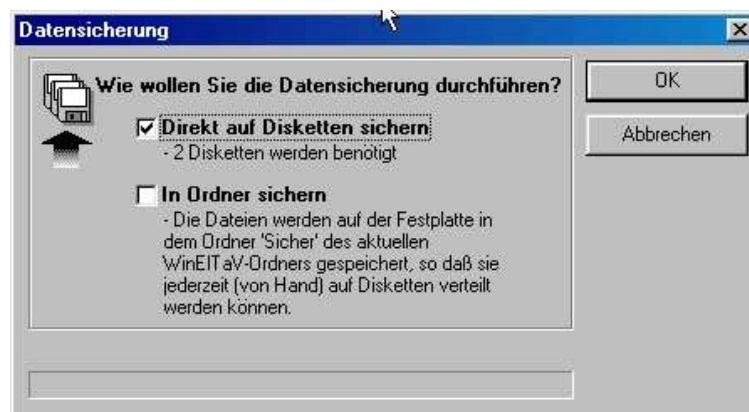 Datensicherung
Wie wollen Sie die Datensicherung durchführen?
Direkt auf Disketten sichern
- 2 Disketten werden benötigt
In Ordner sichern
- Die Dateien werden auf der Festplatte in
dem Ordner 'Sicher' des aktuellen
WinElTaV-Ordners gespeichert, so daß sie
jederzeit (von Hand) auf Disketten verteilt
werden können.
OK
Abbrechen